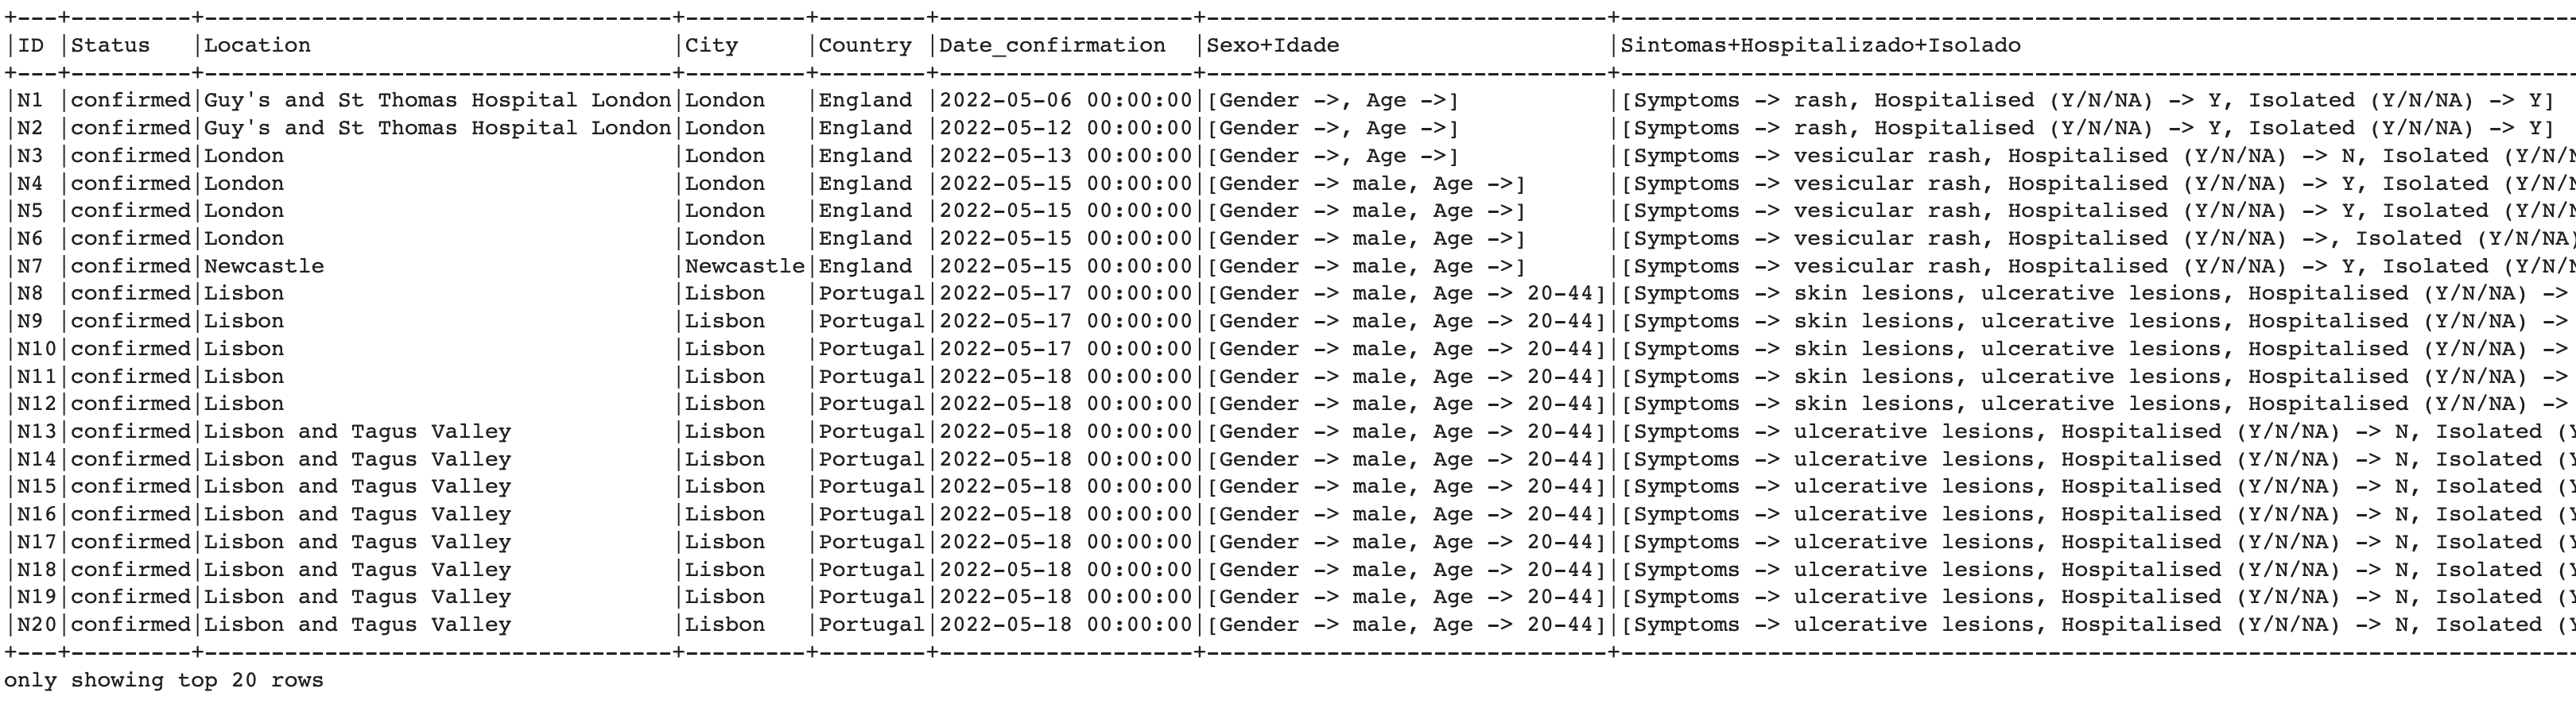 +---+---------+-----------------------------------+---------+--------+-------------------+------------------------------+------------------------------------------------------------------------
|ID |Status   |Location                           |City     |Country |Date_confirmation  |Sexo+Idade                    |Sintomas+Hospitalizado+Isolado
+---+---------+-----------------------------------+---------+--------+-------------------+------------------------------+------------------------------------------------------------------------
|N1 |confirmed|Guy's and St Thomas Hospital London|London   |England |2022-05-06 00:00:00|[Gender ->, Age ->]           |[Symptoms -> rash, Hospitalised (Y/N/NA) -> Y, Isolated (Y/N/NA) -> Y]
|N2 |confirmed|Guy's and St Thomas Hospital London|London   |England |2022-05-12 00:00:00|[Gender ->, Age ->]           |[Symptoms -> rash, Hospitalised (Y/N/NA) -> Y, Isolated (Y/N/NA) -> Y]
|N3 |confirmed|London                             |London   |England |2022-05-13 00:00:00|[Gender ->, Age ->]           |[Symptoms -> vesicular rash, Hospitalised (Y/N/NA) -> N, Isolated (Y/N/N
|N4 |confirmed|London                             |London   |England |2022-05-15 00:00:00|[Gender -> male, Age ->]      |[Symptoms -> vesicular rash, Hospitalised (Y/N/NA) -> Y, Isolated (Y/N/N
|N5 |confirmed|London                             |London   |England |2022-05-15 00:00:00|[Gender -> male, Age ->]      |[Symptoms -> vesicular rash, Hospitalised (Y/N/NA) -> Y, Isolated (Y/N/N
|N6 |confirmed|London                             |London   |England |2022-05-15 00:00:00|[Gender -> male, Age ->]      |[Symptoms -> vesicular rash, Hospitalised (Y/N/NA) ->, Isolated (Y/N/NA)
|N7 |confirmed|Newcastle                          |Newcastle|England |2022-05-15 00:00:00|[Gender -> male, Age ->]      |[Symptoms -> vesicular rash, Hospitalised (Y/N/NA) -> Y, Isolated (Y/N/N
|N8 |confirmed|Lisbon                             |Lisbon   |Portugal|2022-05-17 00:00:00|[Gender -> male, Age -> 20-44]|[Symptoms -> skin lesions, ulcerative lesions, Hospitalised (Y/N/NA) ->
|N9 |confirmed|Lisbon                             |Lisbon   |Portugal|2022-05-17 00:00:00|[Gender -> male, Age -> 20-44]|[Symptoms -> skin lesions, ulcerative lesions, Hospitalised (Y/N/NA) ->
|N10|confirmed|Lisbon                             |Lisbon   |Portugal|2022-05-17 00:00:00|[Gender -> male, Age -> 20-44]|[Symptoms -> skin lesions, ulcerative lesions, Hospitalised (Y/N/NA) ->
|N11|confirmed|Lisbon                             |Lisbon   |Portugal|2022-05-18 00:00:00|[Gender -> male, Age -> 20-44]|[Symptoms -> skin lesions, ulcerative lesions, Hospitalised (Y/N/NA) ->
|N12|confirmed|Lisbon                             |Lisbon   |Portugal|2022-05-18 00:00:00|[Gender -> male, Age -> 20-44]|[Symptoms -> skin lesions, ulcerative lesions, Hospitalised (Y/N/NA) ->
|N13|confirmed|Lisbon and Tagus Valley            |Lisbon   |Portugal|2022-05-18 00:00:00|[Gender -> male, Age -> 20-44]|[Symptoms -> ulcerative lesions, Hospitalised (Y/N/NA) -> N, Isolated (Y
|N14|confirmed|Lisbon and Tagus Valley            |Lisbon   |Portugal|2022-05-18 00:00:00|[Gender -> male, Age -> 20-44]|[Symptoms -> ulcerative lesions, Hospitalised (Y/N/NA) -> N, Isolated (Y
|N15|confirmed|Lisbon and Tagus Valley            |Lisbon   |Portugal|2022-05-18 00:00:00|[Gender -> male, Age -> 20-44]|[Symptoms -> ulcerative lesions, Hospitalised (Y/N/NA) -> N, Isolated (Y
|N16|confirmed|Lisbon and Tagus Valley            |Lisbon   |Portugal|2022-05-18 00:00:00|[Gender -> male, Age -> 20-44]|[Symptoms -> ulcerative lesions, Hospitalised (Y/N/NA) -> N, Isolated (Y
|N17|confirmed|Lisbon and Tagus Valley            |Lisbon   |Portugal|2022-05-18 00:00:00|[Gender -> male, Age -> 20-44]|[Symptoms -> ulcerative lesions, Hospitalised (Y/N/NA) -> N, Isolated (Y
|N18|confirmed|Lisbon and Tagus Valley            |Lisbon   |Portugal|2022-05-18 00:00:00|[Gender -> male, Age -> 20-44]|[Symptoms -> ulcerative lesions, Hospitalised (Y/N/NA) -> N, Isolated (Y
|N19|confirmed|Lisbon and Tagus Valley            |Lisbon   |Portugal|2022-05-18 00:00:00|[Gender -> male, Age -> 20-44]|[Symptoms -> ulcerative lesions, Hospitalised (Y/N/NA) -> N, Isolated (Y
|N20|confirmed|Lisbon and Tagus Valley            |Lisbon   |Portugal|2022-05-18 00:00:00|[Gender -> male, Age -> 20-44]|[Symptoms -> ulcerative lesions, Hospitalised (Y/N/NA) -> N, Isolated (Y
+---+---------+-----------------------------------+---------+--------+-------------------+------------------------------+------------------------------------------------------------------------
only showing top 20 rows